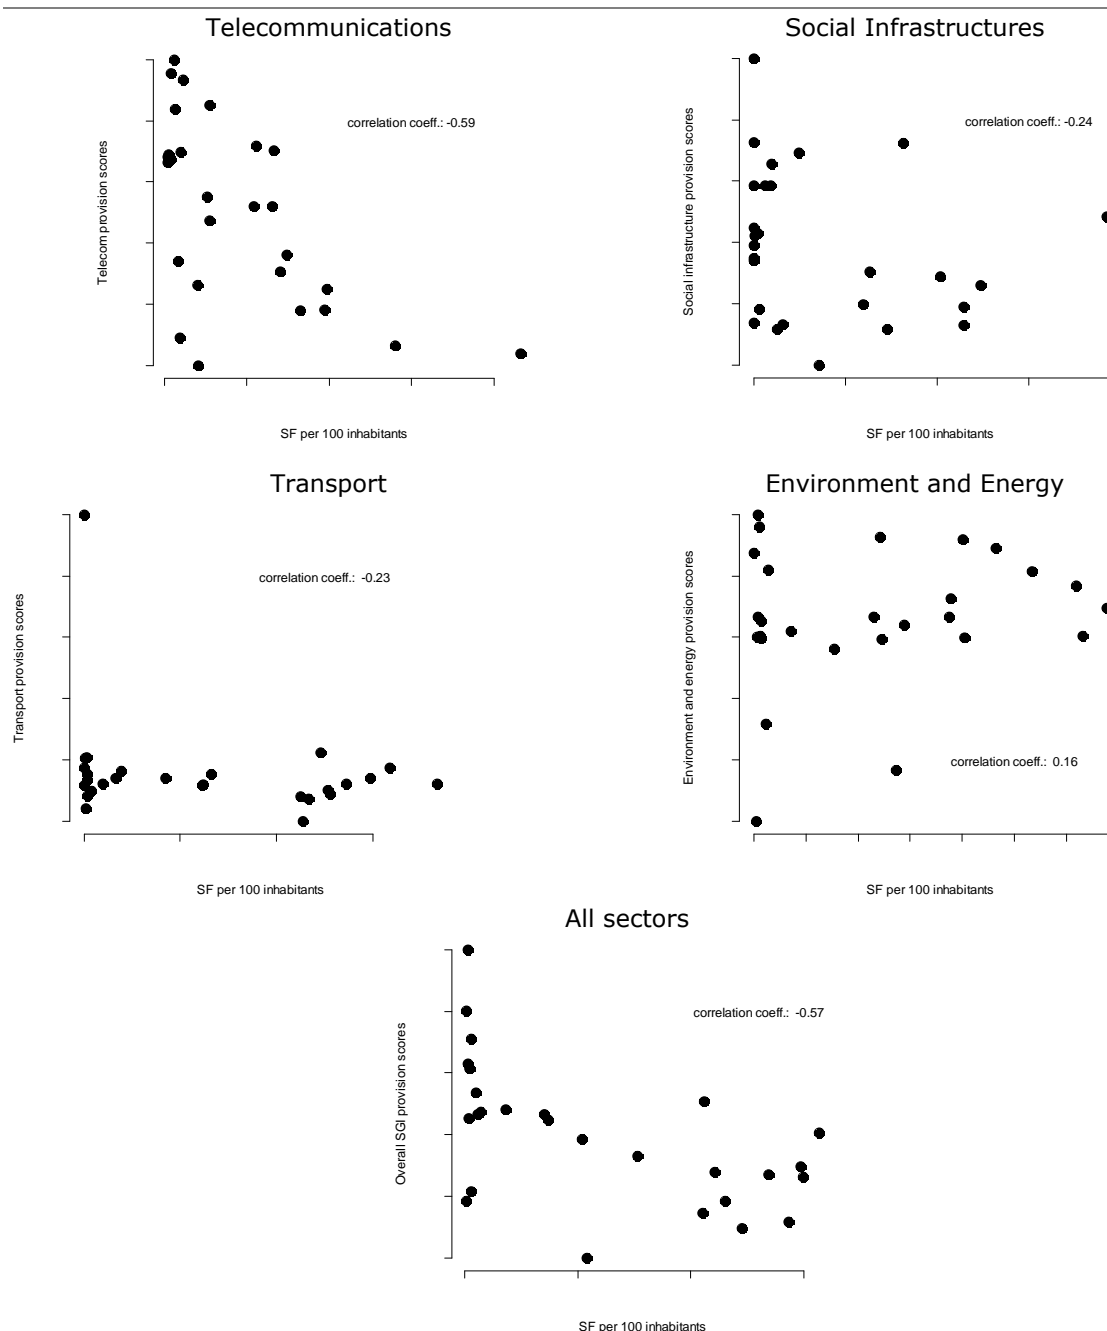 Telecommunications
correlation coeff.: -0.59
Telecom provision scores
SF per 100 inhabitants
Social Infrastructures
correlation coeff.: -0.24
Social infrastructure provision scores
SF per 100 inhabitants
Transport
correlation coeff.: -0.23
Transport provision scores
SF per 100 inhabitants
Environment and Energy
Environment and energy provision scores
correlation coeff.: 0.16
SF per 100 inhabitants
All sectors
correlation coeff.: -0.57
Overall SGI provision scores
SF per 100 inhabitants